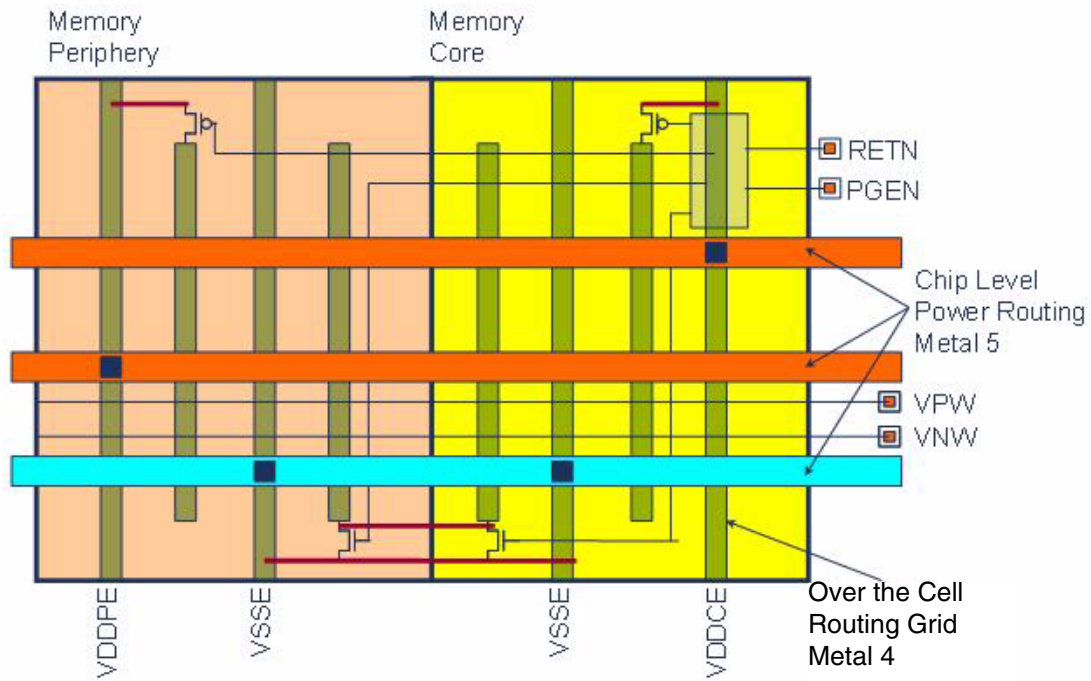 Memory
Periphery
Memory
Core
RETN
PGEN
Chip Level
Power Routing
Metal 5
VPW
VNW
VDDPE
VSSE
VSSE
VDDCE
Over the Cell
Routing Grid
Metal 4